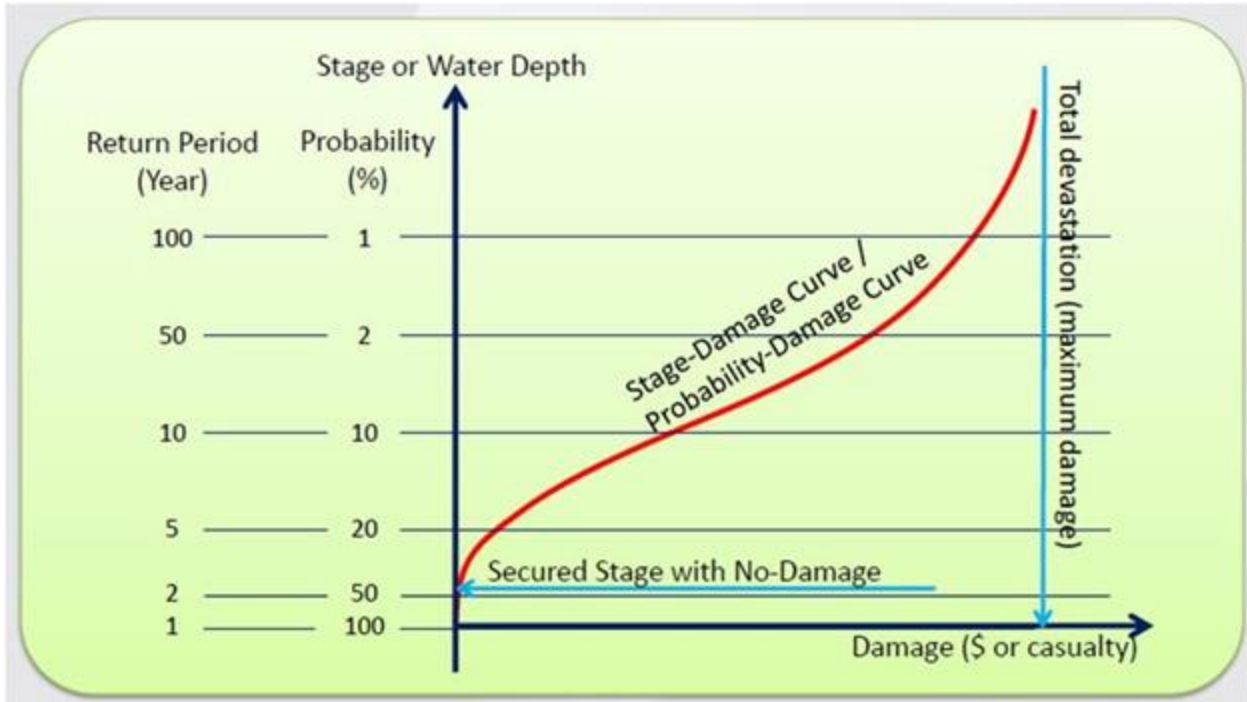 Stage or Water Depth
Return Period
(Year)
Probability
(%)
100
1
50
2
10
10
5
20
2
50
1
100
Stage-Damage Curve /
Probability-Damage Curve
Secured Stage with No-Damage
Total devastation (maximum damage)
Damage ($ or casualty)